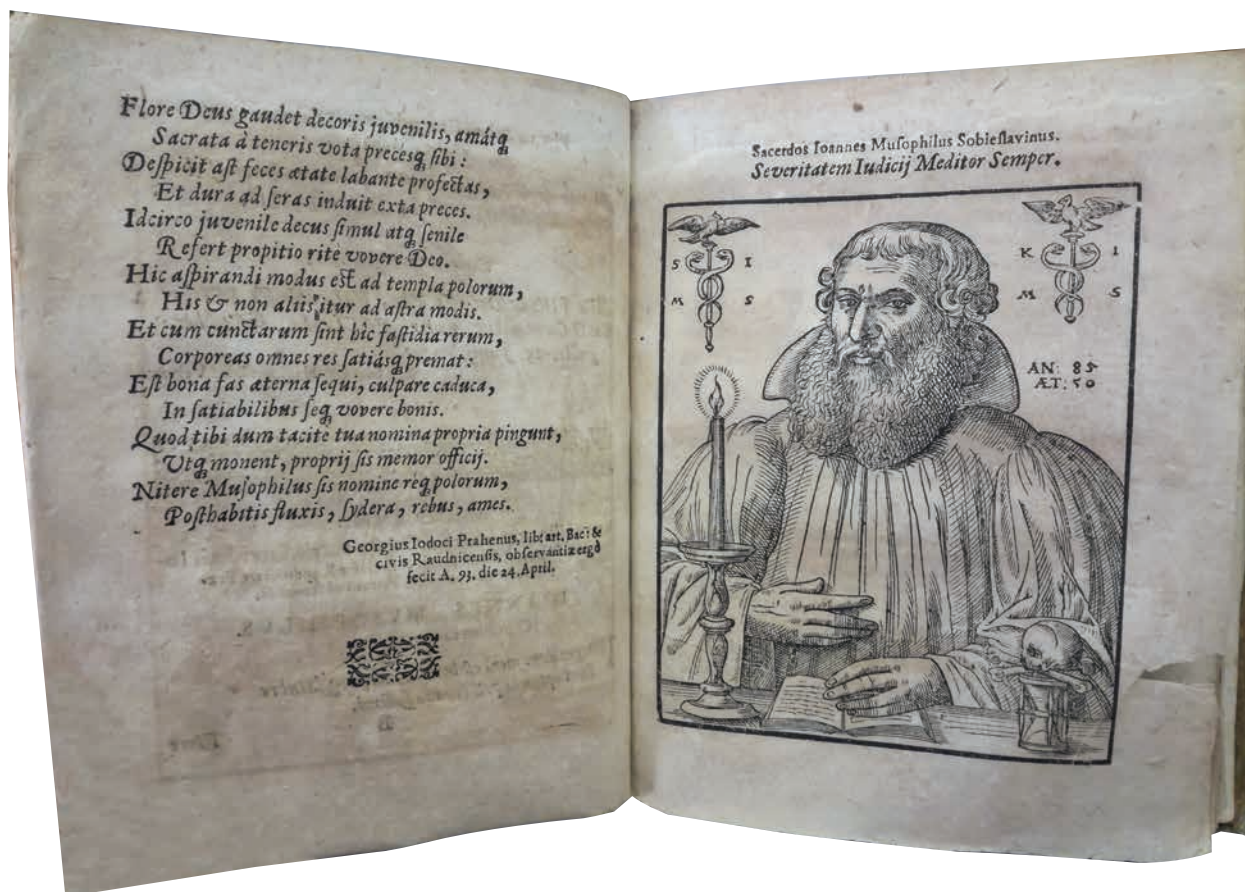 Flore Deus gaudet decoris juvenilis, amátq́;
Sacrata à teneris vota precesq́; sibi:
Despicit ast feces ætate labante profectas,
Et dura ad seras induit exta preces.
Idcirco juvenile decus simul atq́; senile
Refert propitio ritè vovere Deo.
Hic aspirandi modus est ad templa polorum,
His & non aliis itur ad astra modis.
Et cum cunctarum sint hic fastidia rerum,
Corporeas omnes res satiásq́; premat:
Est bona fas æterna sequi, culpare caduca,
In satiabilibus seq́; vovere bonis.
Quod tibi dum tacite tua nomina propria pingunt,
Vtq́; monent, proprij sis memor officij.
Nitere Musophilus sis nomine req́; polorum,
Posthabitis fluxis, sydera, rebus, ames.
Georgius Iodoci Prahenus, lib: art. Bac: &
civis Raudnicensis, observantiæ ergò
fecit A. 93. die 24. April.
Sacerdos Ioannes Musophilus Sobieslavinus.
Severitatem Iudicij Meditor Semper.
S I
M S
K I
M S
AN: 85
ÆT: 50